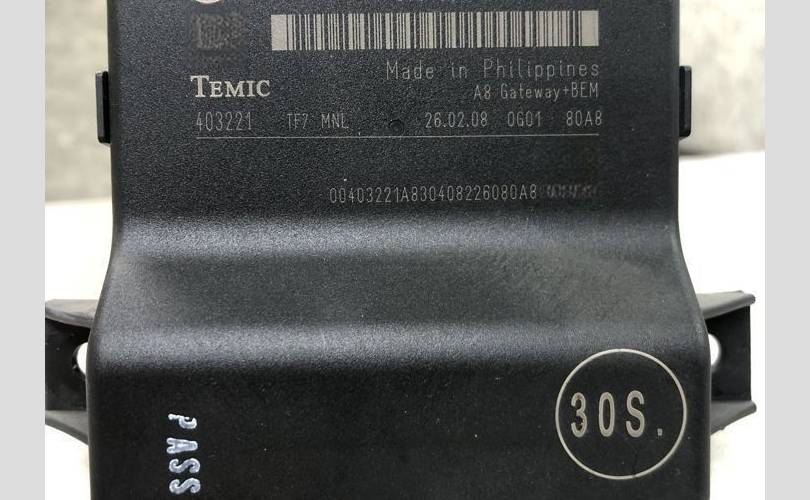 Made in Philippines
TEMIC
A8 Gateway+BEM
403221 TF7 MNL 26.02.08 0G01 80A8
00403221A830408226080A8
30S.
PASS